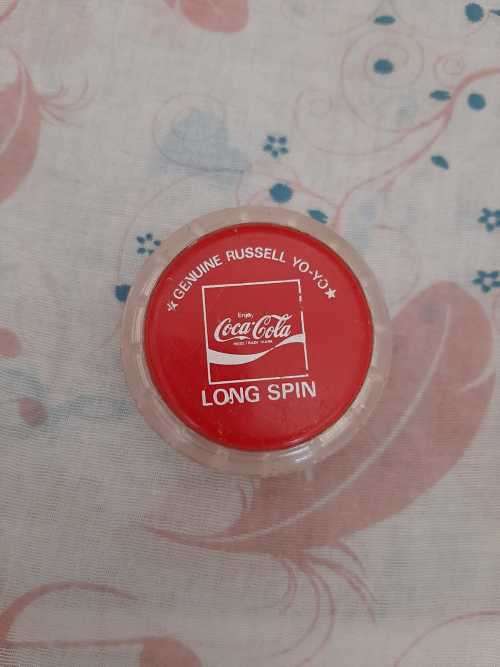 ★ GENUINE RUSSELL YO-YO ★
Enjoy
Coca-Cola
LONG SPIN